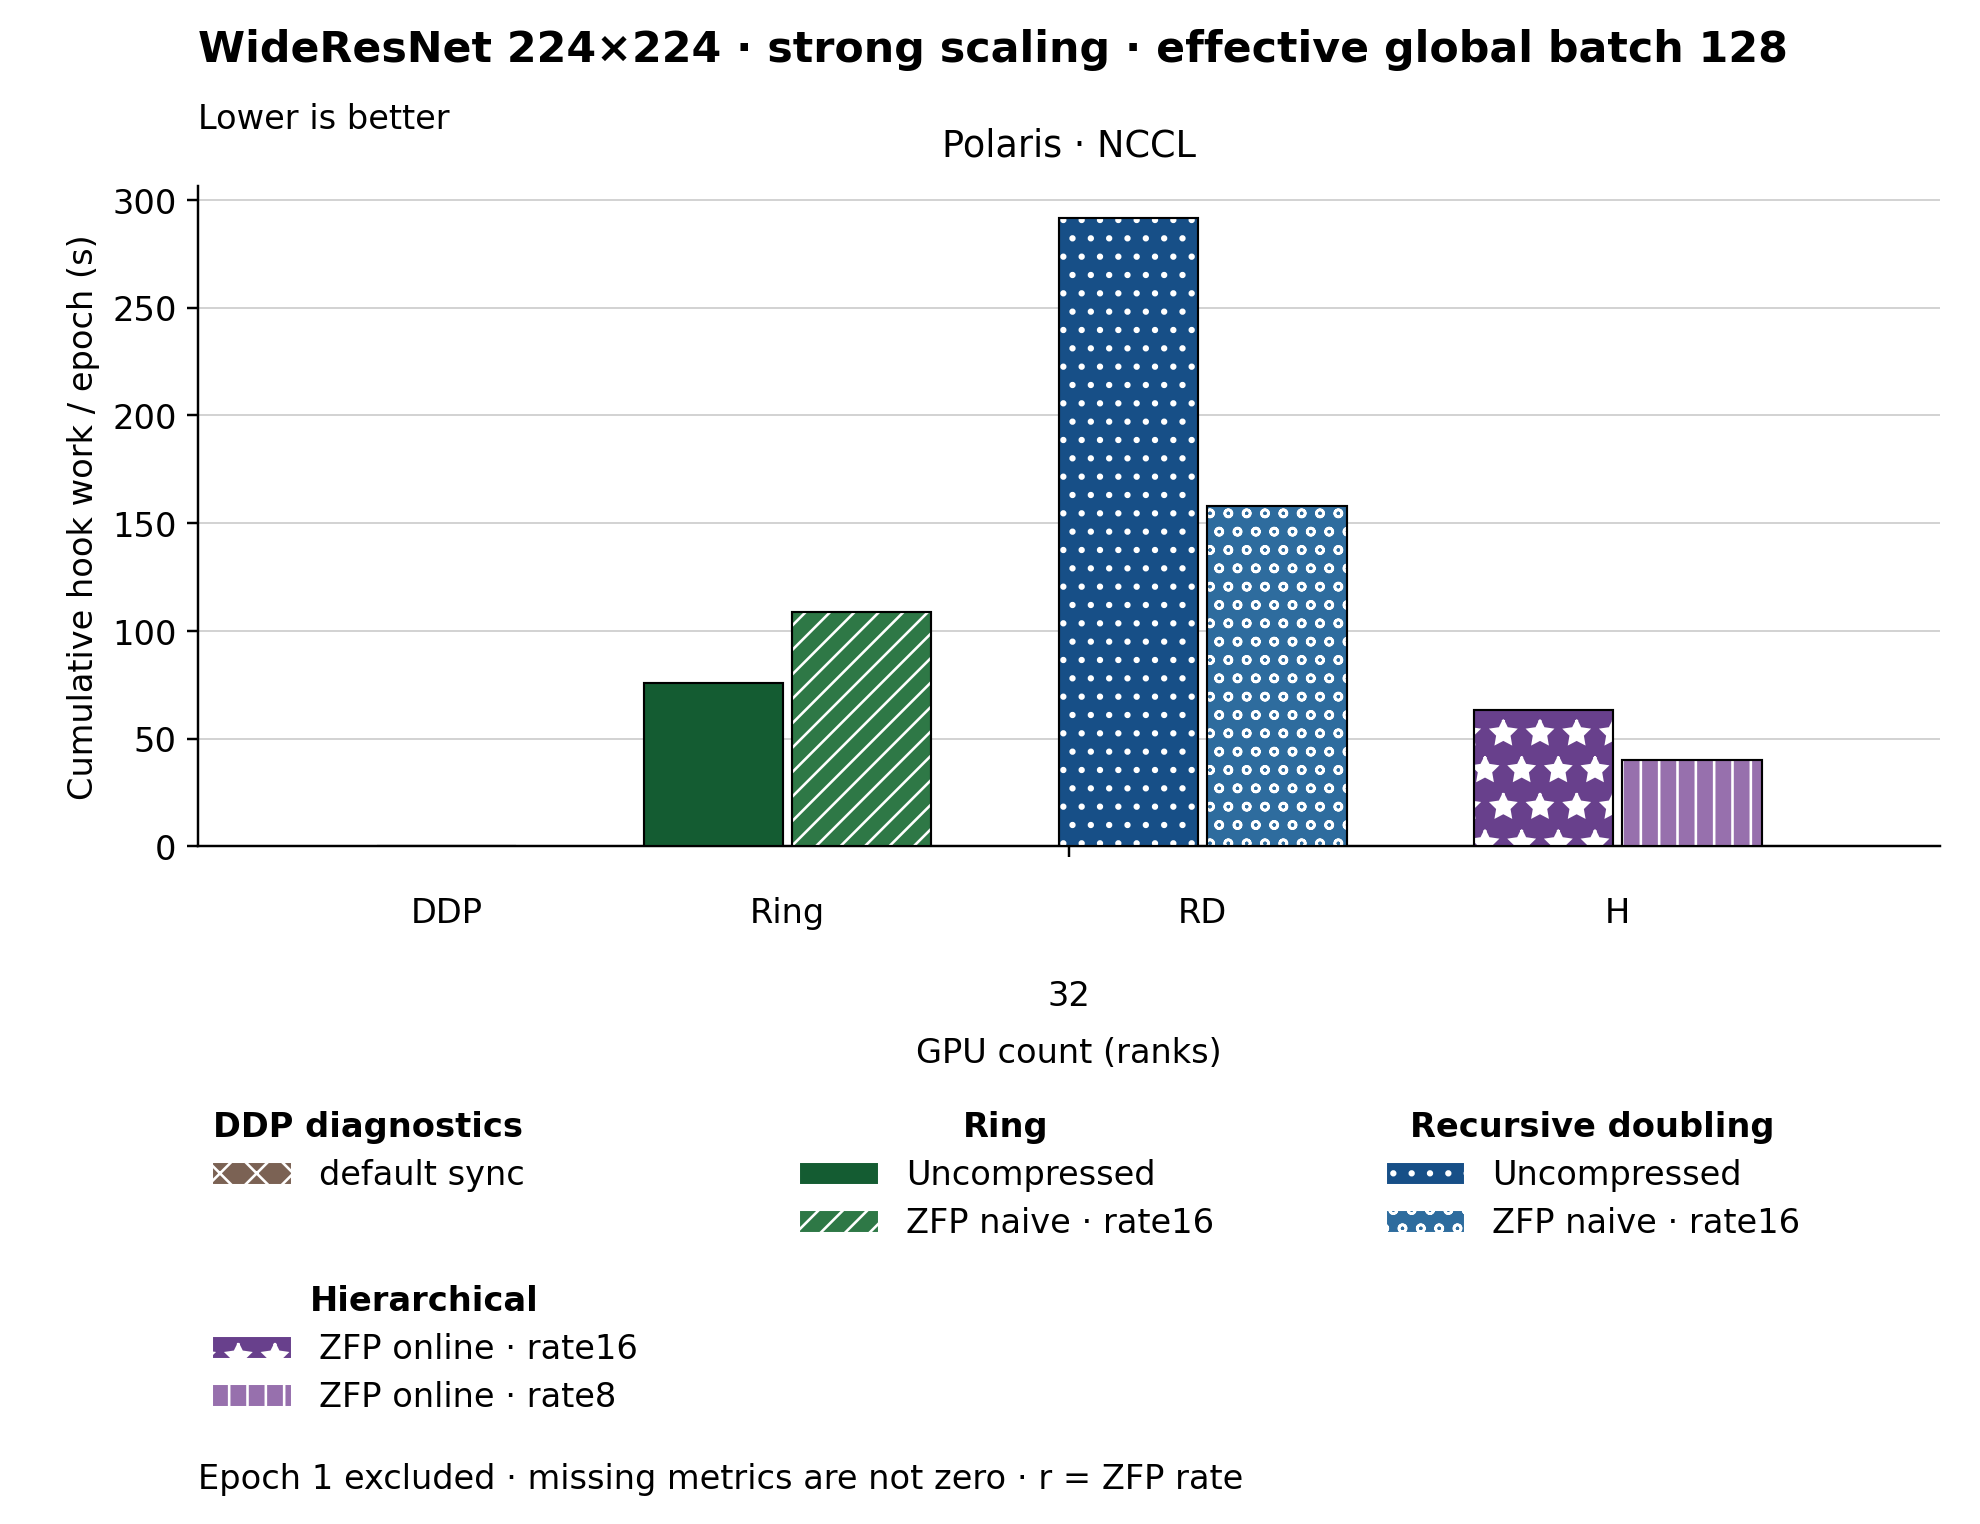 WideResNet 224×224 · strong scaling · effective global batch 128
Lower is better
Polaris · NCCL
Cumulative hook work / epoch (s)
300
250
200
150
100
50
0
DDP Ring RD H
32
GPU count (ranks)
DDP diagnostics
default sync
Ring
Uncompressed
ZFP naive · rate16
Recursive doubling
Uncompressed
ZFP naive · rate16
Hierarchical
ZFP online · rate16
ZFP online · rate8
Epoch 1 excluded · missing metrics are not zero · r = ZFP rate